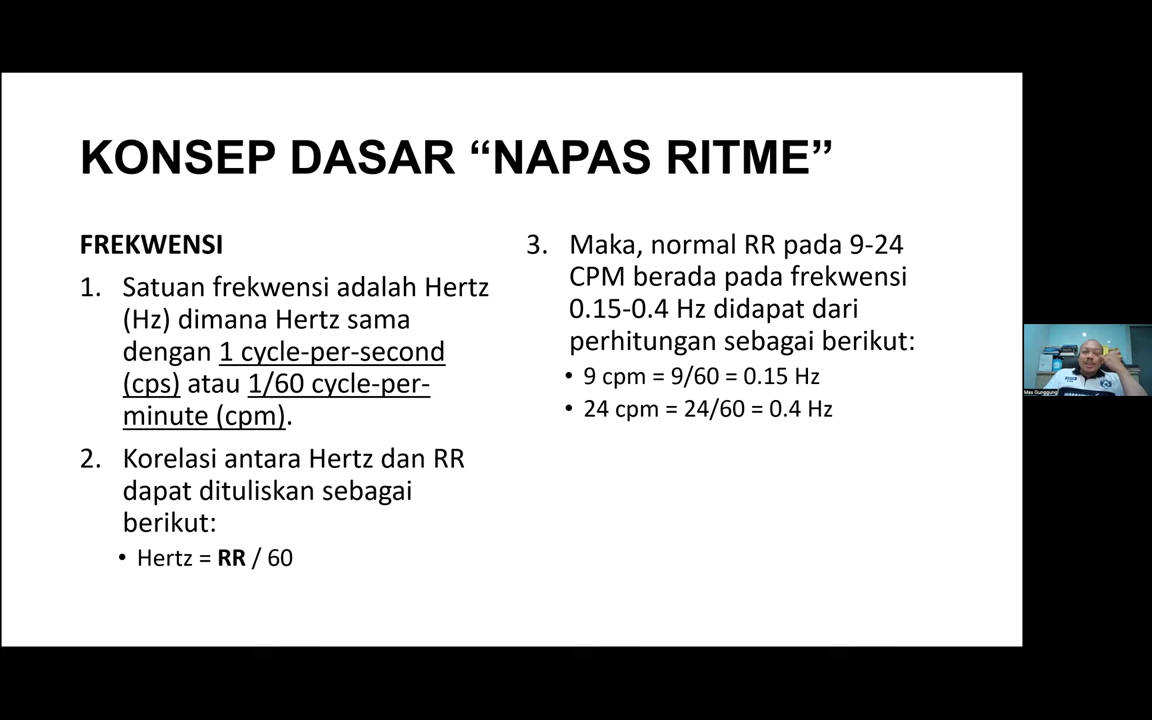 KONSEP DASAR “NAPAS RITME”
FREKWENSI
1. Satuan frekwensi adalah Hertz
(Hz) dimana Hertz sama
dengan 1 cycle-per-second
(cps) atau 1/60 cycle-per-
minute (cpm).
2. Korelasi antara Hertz dan RR
dapat dituliskan sebagai
berikut:
• Hertz = RR / 60
3. Maka, normal RR pada 9-24
CPM berada pada frekwensi
0.15-0.4 Hz didapat dari
perhitungan sebagai berikut:
• 9 cpm = 9/60 = 0.15 Hz
• 24 cpm = 24/60 = 0.4 Hz
Mas Gunggung